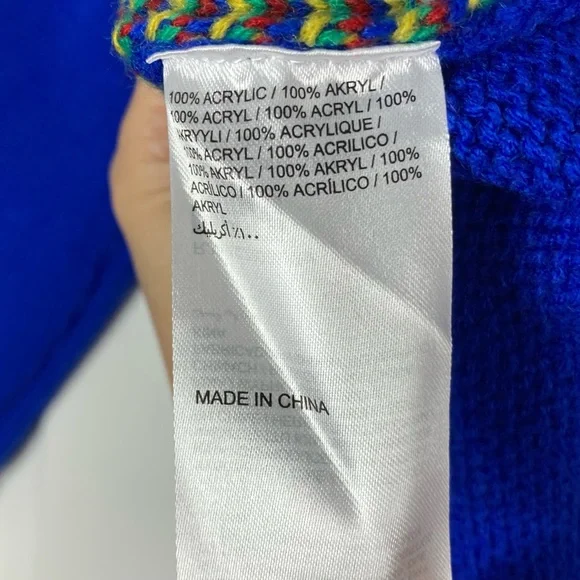 100% ACRYLIC / 100% AKRYL /
100% ACRYL / 100% ACRYL / 100%
AKRYYLI / 100% ACRYLIQUE /
100% ACRYL / 100% ACRILICO /
100% AKRYL / 100% AKRYL / 100%
ACRÍLICO / 100% ACRÍLICO / 100%
AKRYL
١٠٠٪ أكريليك
MADE IN CHINA